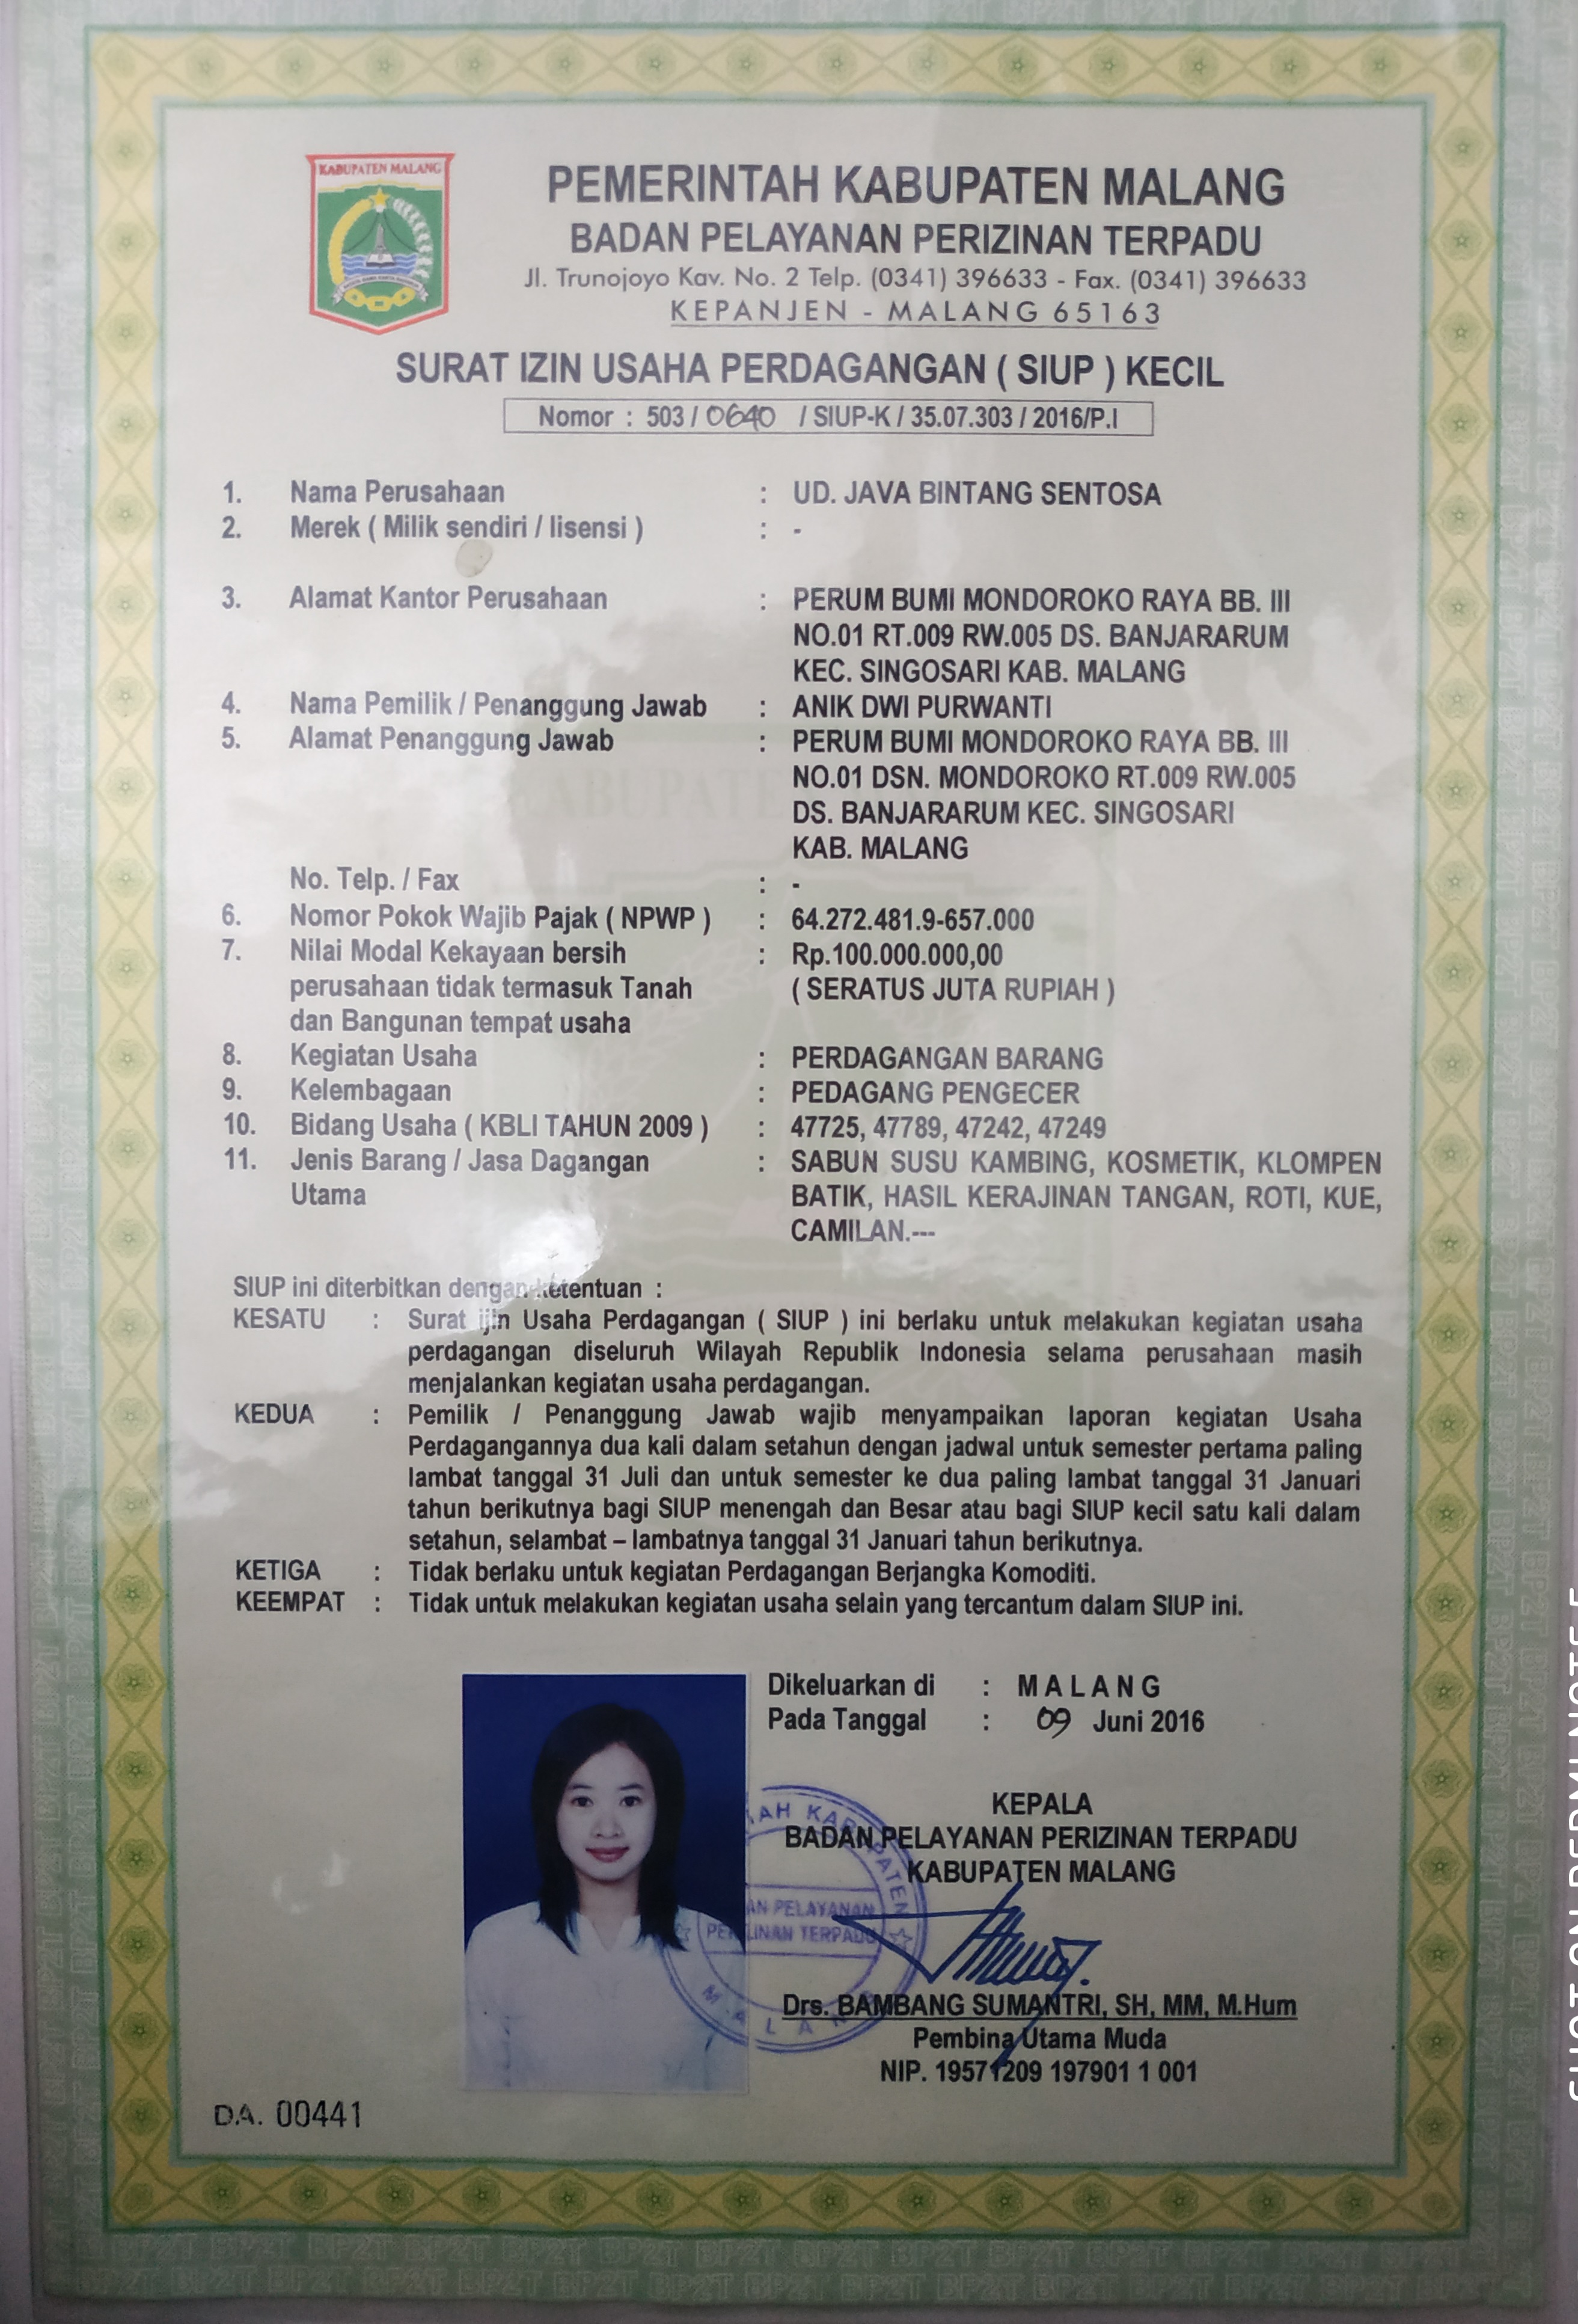 KABUPATEN MALANG
PEMERINTAH KABUPATEN MALANG
BADAN PELAYANAN PERIZINAN TERPADU
Jl. Trunojoyo Kav. No. 2 Telp. (0341) 396633 - Fax. (0341) 396633
KEPANJEN - MALANG 65163
SURAT IZIN USAHA PERDAGANGAN ( SIUP ) KECIL
Nomor : 503 / 0640 / SIUP-K / 35.07.303 / 2016/P.I
1. Nama Perusahaan : UD. JAVA BINTANG SENTOSA
2. Merek ( Milik sendiri / lisensi ) : -
3. Alamat Kantor Perusahaan : PERUM BUMI MONDOROKO RAYA BB. III
NO.01 RT.009 RW.005 DS. BANJARARUM
KEC. SINGOSARI KAB. MALANG
4. Nama Pemilik / Penanggung Jawab : ANIK DWI PURWANTI
5. Alamat Penanggung Jawab : PERUM BUMI MONDOROKO RAYA BB. III
NO.01 DSN. MONDOROKO RT.009 RW.005
DS. BANJARARUM KEC. SINGOSARI
KAB. MALANG
No. Telp. / Fax : -
6. Nomor Pokok Wajib Pajak ( NPWP ) : 64.272.481.9-657.000
7. Nilai Modal Kekayaan bersih : Rp.100.000.000,00
perusahaan tidak termasuk Tanah ( SERATUS JUTA RUPIAH )
dan Bangunan tempat usaha
8. Kegiatan Usaha : PERDAGANGAN BARANG
9. Kelembagaan : PEDAGANG PENGECER
10. Bidang Usaha ( KBLI TAHUN 2009 ) : 47725, 47789, 47242, 47249
11. Jenis Barang / Jasa Dagangan : SABUN SUSU KAMBING, KOSMETIK, KLOMPEN
Utama BATIK, HASIL KERAJINAN TANGAN, ROTI, KUE,
CAMILAN.---
SIUP ini diterbitkan dengan ketentuan :
KESATU : Surat ijin Usaha Perdagangan ( SIUP ) ini berlaku untuk melakukan kegiatan usaha
perdagangan diseluruh Wilayah Republik Indonesia selama perusahaan masih
menjalankan kegiatan usaha perdagangan.
KEDUA : Pemilik / Penanggung Jawab wajib menyampaikan laporan kegiatan Usaha
Perdagangannya dua kali dalam setahun dengan jadwal untuk semester pertama paling
lambat tanggal 31 Juli dan untuk semester ke dua paling lambat tanggal 31 Januari
tahun berikutnya bagi SIUP menengah dan Besar atau bagi SIUP kecil satu kali dalam
setahun, selambat – lambatnya tanggal 31 Januari tahun berikutnya.
KETIGA : Tidak berlaku untuk kegiatan Perdagangan Berjangka Komoditi.
KEEMPAT : Tidak untuk melakukan kegiatan usaha selain yang tercantum dalam SIUP ini.
Dikeluarkan di : MALANG
Pada Tanggal : 09 Juni 2016
KEPALA
BADAN PELAYANAN PERIZINAN TERPADU
KABUPATEN MALANG
AH KABUPATEN
AN PELAYANAN
TERPADU
MALANG
Drs. BAMBANG SUMANTRI, SH, MM, M.Hum
Pembina Utama Muda
NIP. 19571209 197901 1 001
DA. 00441
SHOT ON REDMI NOTE 5